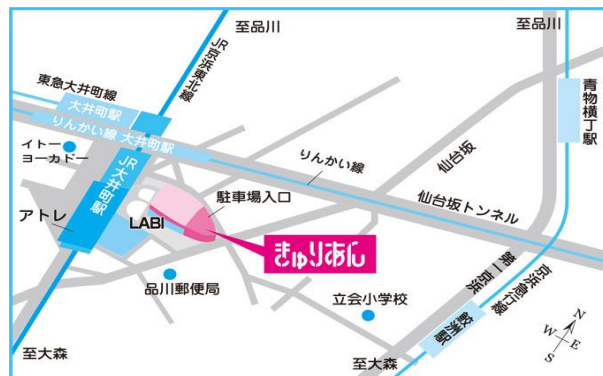 至品川
至品川
JR京浜東北線
東急大井町線
大井町駅
りんかい線 大井町駅
青物横丁駅
イトー
ヨーカドー
JR大井町駅
りんかい線
仙台坂
アトレ
LABI
駐車場入口
仙台坂トンネル
きゅりあん
品川郵便局
立会小学校
第一京浜
京浜急行線
鮫洲駅
至大森
至大森
N
W
E
S